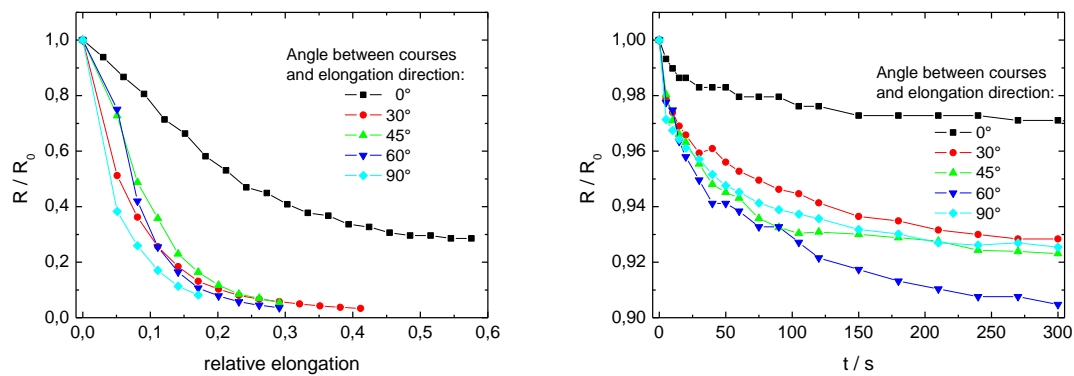 1,0
0,8
0,6
0,4
0,2
0,0
R / R0
0,0 0,1 0,2 0,3 0,4 0,5 0,6
relative elongation
Angle between courses
and elongation direction:
0°
30°
45°
60°
90°
1,00
0,98
0,96
0,94
0,92
0,90
R / R0
0 50 100 150 200 250 300
t / s
Angle between courses
and elongation direction:
0°
30°
45°
60°
90°